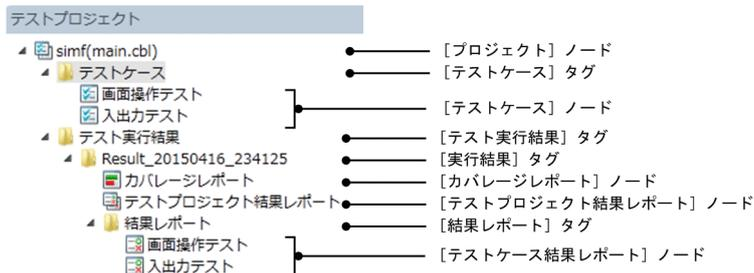 テストプロジェクト
simf(main.cbl) [プロジェクト] ノード
テストケース [テストケース] タグ
画面操作テスト
[テストケース] ノード
入出力テスト
テスト実行結果 [テスト実行結果] タグ
Result_20150416_234125 [実行結果] タグ
カバレージレポート [カバレージレポート] ノード
テストプロジェクト結果レポート [テストプロジェクト結果レポート] ノード
結果レポート [結果レポート] タグ
画面操作テスト
[テストケース結果レポート] ノード
入出力テスト